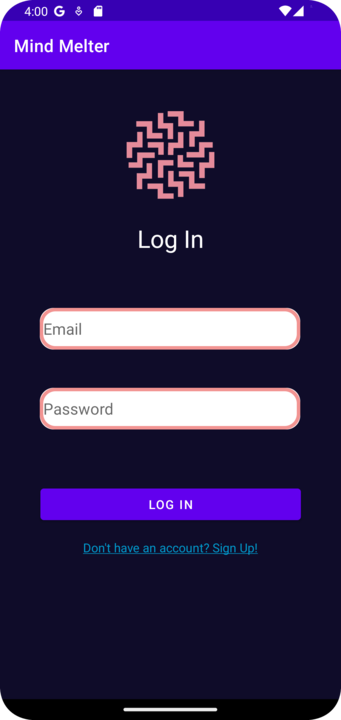 4:00
Mind Melter
Log In
Email
Password
LOG IN
Don't have an account? Sign Up!